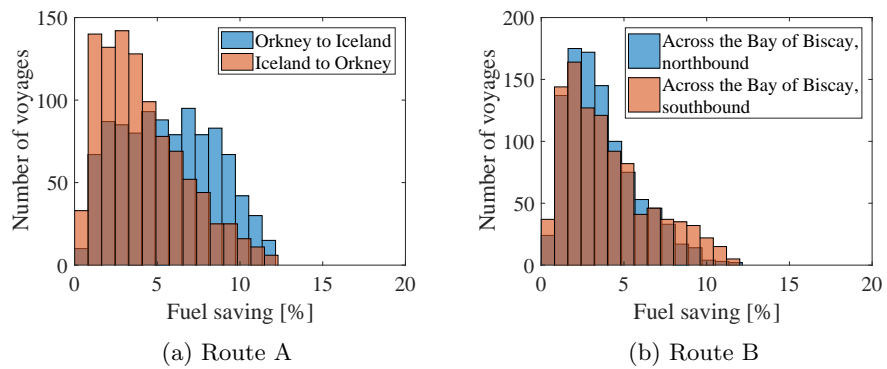 150
100
50
0
Number of voyages
Orkney to Iceland
Iceland to Orkney
0 5 10 15 20
Fuel saving [%]
(a) Route A
200
150
100
50
0
Number of voyages
Across the Bay of Biscay,
northbound
Across the Bay of Biscay,
southbound
0 5 10 15 20
Fuel saving [%]
(b) Route B